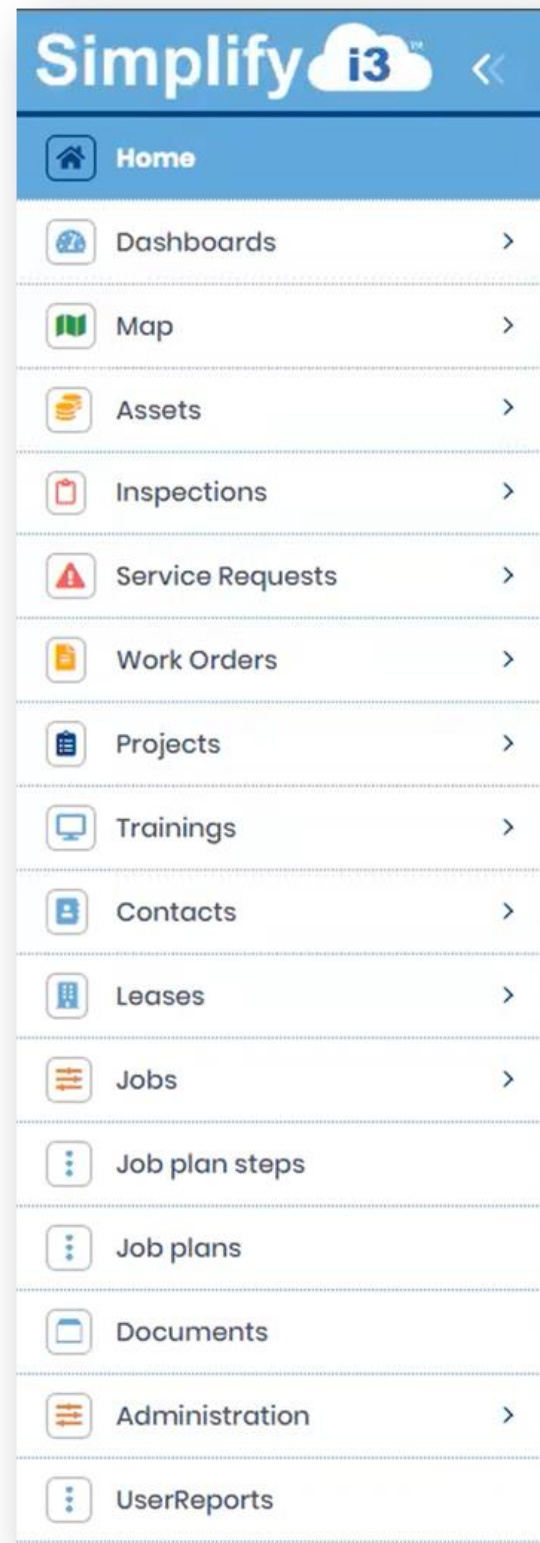 Simplify i3™
Home
Dashboards
Map
Assets
Inspections
Service Requests
Work Orders
Projects
Trainings
Contacts
Leases
Jobs
Job plan steps
Job plans
Documents
Administration
UserReports